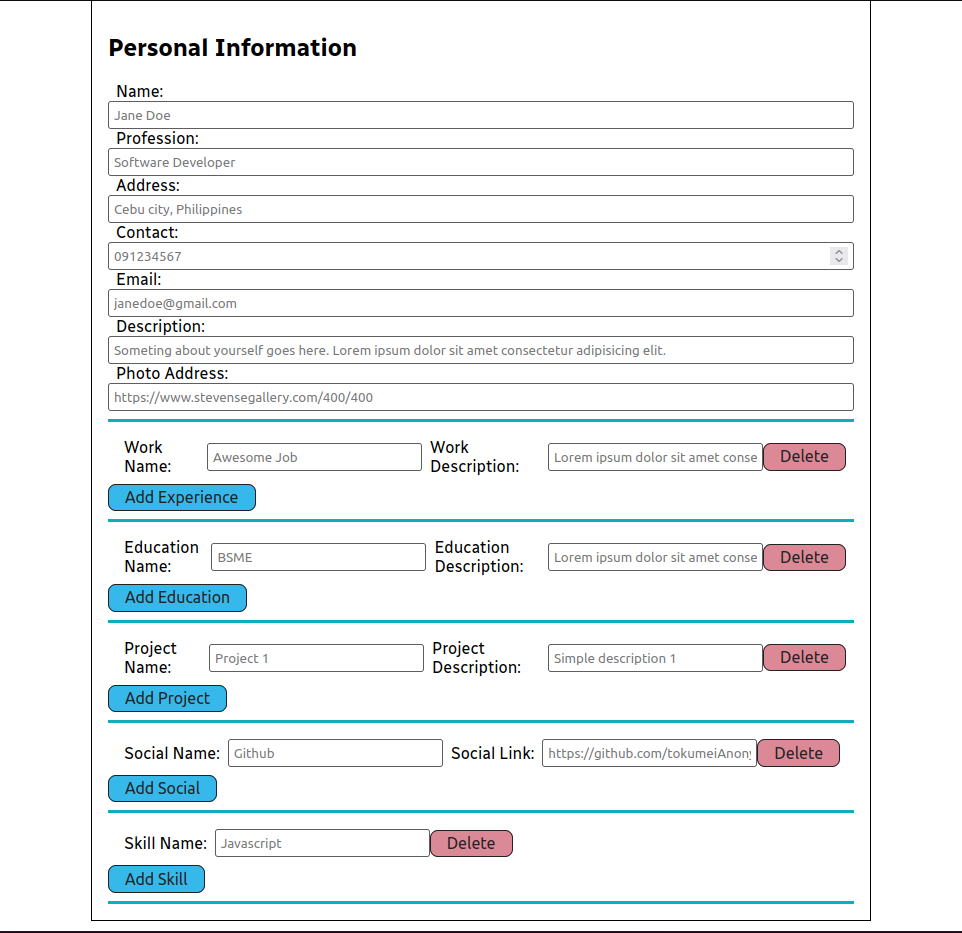 Personal Information
Name:
Jane Doe
Profession:
Software Developer
Address:
Cebu city, Philippines
Contact:
091234567
Email:
janedoe@gmail.com
Description:
Someting about yourself goes here. Lorem ipsum dolor sit amet consectetur adipisicing elit.
Photo Address:
https://www.stevensegallery.com/400/400
Work Name:
Awesome Job
Work Description:
Lorem ipsum dolor sit amet conse
Delete
Add Experience
Education Name:
BSME
Education Description:
Lorem ipsum dolor sit amet conse
Delete
Add Education
Project Name:
Project 1
Project Description:
Simple description 1
Delete
Add Project
Social Name:
Github
Social Link:
https://github.com/tokumeiAnony
Delete
Add Social
Skill Name:
Javascript
Delete
Add Skill